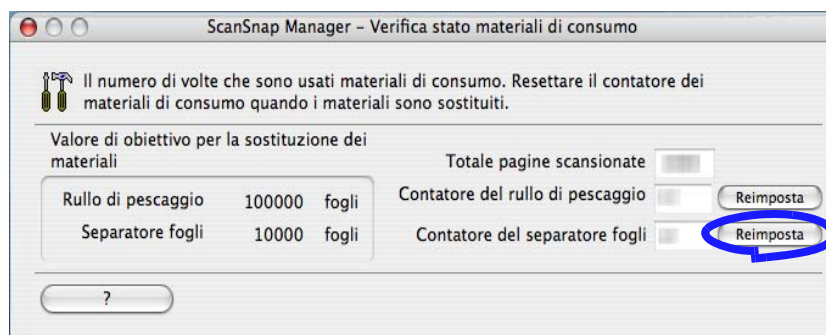 ScanSnap Manager – Verifica stato materiali di consumo
Il numero di volte che sono usati materiali di consumo. Resettare il contatore dei
materiali di consumo quando i materiali sono sostituiti.
Valore di obiettivo per la sostituzione dei
materiali
Rullo di pescaggio 100000 fogli
Separatore fogli 10000 fogli
Totale pagine scansionate
Contatore del rullo di pescaggio Reimposta
Contatore del separatore fogli Reimposta
?